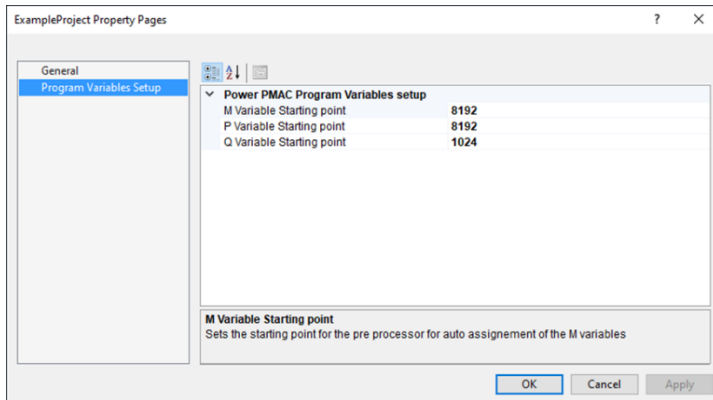 ExampleProject Property Pages
? X
General
Program Variables Setup
Power PMAC Program Variables setup
M Variable Starting point 8192
P Variable Starting point 8192
Q Variable Starting point 1024
M Variable Starting point
Sets the starting point for the pre processor for auto assignement of the M variables
OK Cancel Apply